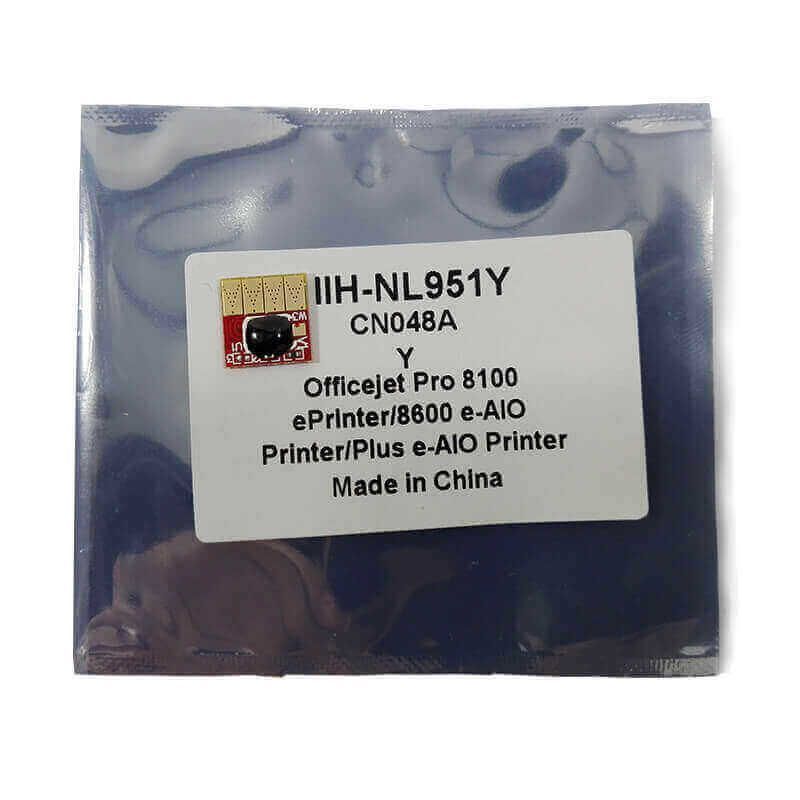 IIH-NL951Y
CN048A
Y
Officejet Pro 8100
ePrinter/8600 e-AIO
Printer/Plus e-AIO Printer
Made in China